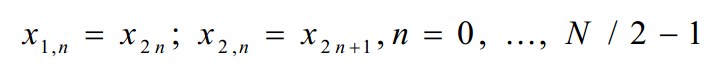 x_{1,n} = x_{2n}; x_{2,n} = x_{2n+1}, n = 0, ..., N / 2 − 1